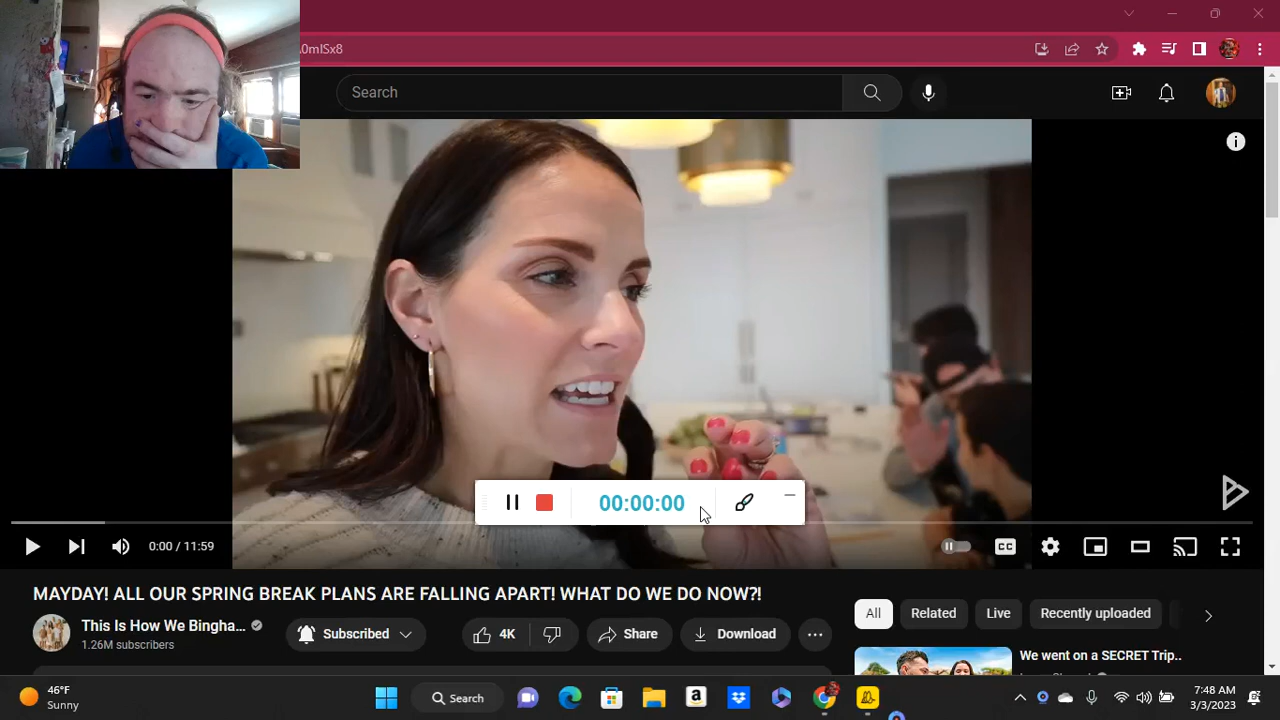 0mISx8
Search
00:00:00
0:00 / 11:59
CC
MAYDAY! ALL OUR SPRING BREAK PLANS ARE FALLING APART! WHAT DO WE DO NOW?!
This Is How We Bingha...
1.26M subscribers
Subscribed
4K
Share
Download
All
Related
Live
Recently uploaded
We went on a SECRET Trip..
46°F
Sunny
Search
7:48 AM
3/3/2023